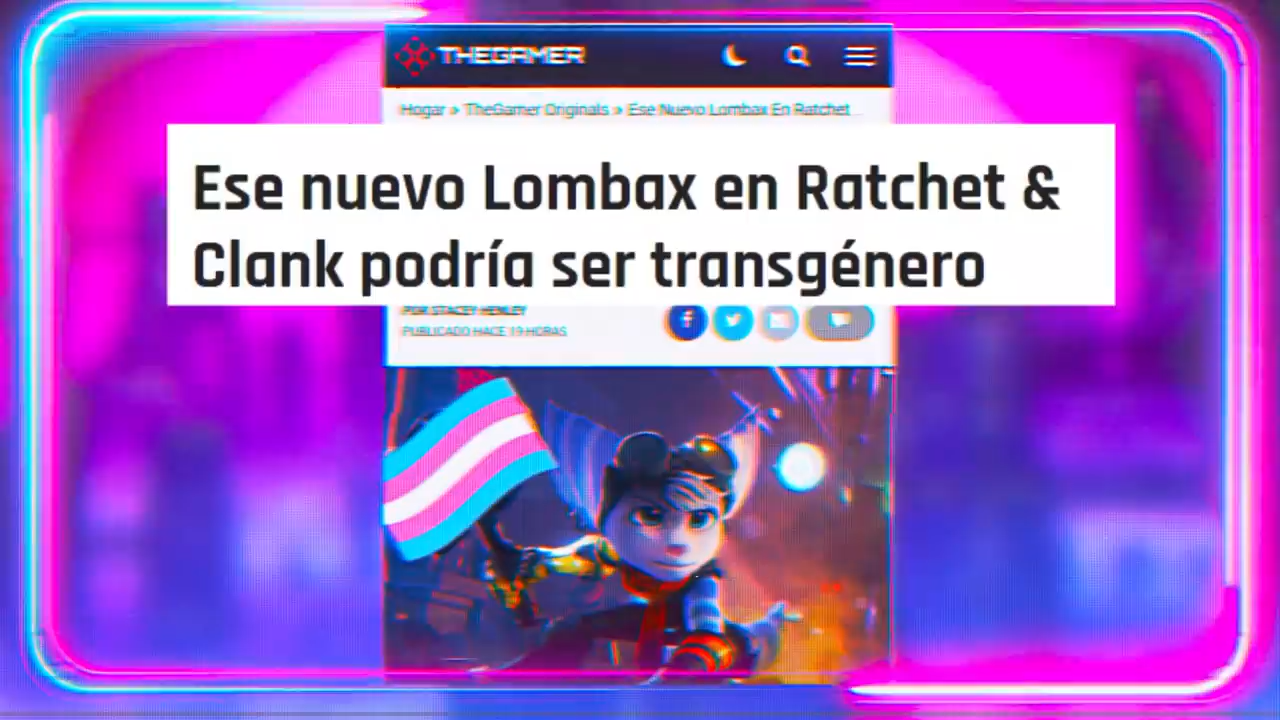 THEGAMER
Hogar » TheGamer Originals » Ese Nuevo Lombax En Ratchet
Ese nuevo Lombax en Ratchet &
Clank podría ser transgénero
POR STACEY HENLEY
PUBLICADO HACE 19 HORAS